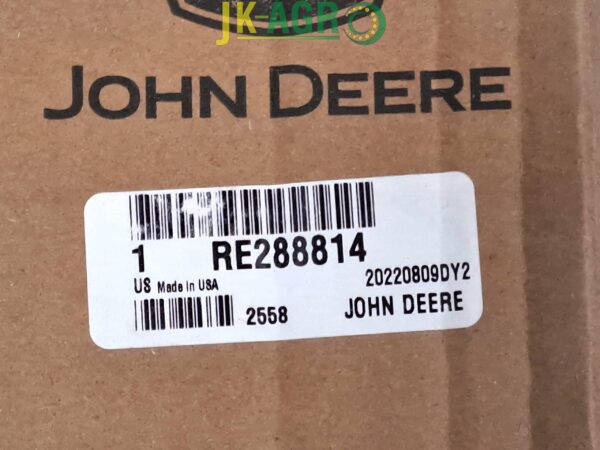 JK-AGRO
JOHN DEERE
1 RE288814
US Made in USA 20220809DY2
2558 JOHN DEERE